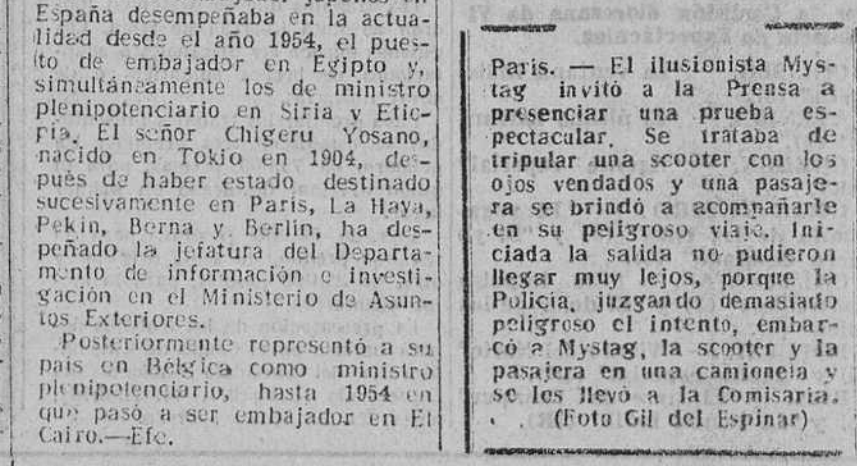 España desempeñaba en la actua-
lidad desde el año 1954, el pues-
to de embajador en Egipto y,
simultáneamente los de ministro
plenipotenciario en Siria y Etic-
pia. El señor Chigeru Yosano,
nacido en Tokio en 1904, des-
pués de haber estado destinado
sucesivamente en París, La Haya,
Pekin, Berna y Berlín, ha des-
peñado la jefatura del Departa-
mento de información e investi-
gación en el Ministerio de Asun-
tos Exteriores.
Posteriormente representó a su
país en Bélgica como ministro
plenipotenciario, hasta 1954 en
que pasó a ser embajador en El
Cairo.—Efe.
Paris. — El ilusionista Mys-
tag invitó a la Prensa a
presenciar una prueba es-
pectacular. Se trataba de
tripular una scooter con los
ojos vendados y una pasaje-
ra se brindó a acompañarle
en su peligroso viaje. Ini-
ciada la salida no pudieron
llegar muy lejos, porque la
Policía, juzgando demasiado
peligroso el intento, embar-
có a Mystag, la scooter y la
pasajera en una camioneta y
se los llevó a la Comisaria.
(Foto Gil del Espinar)